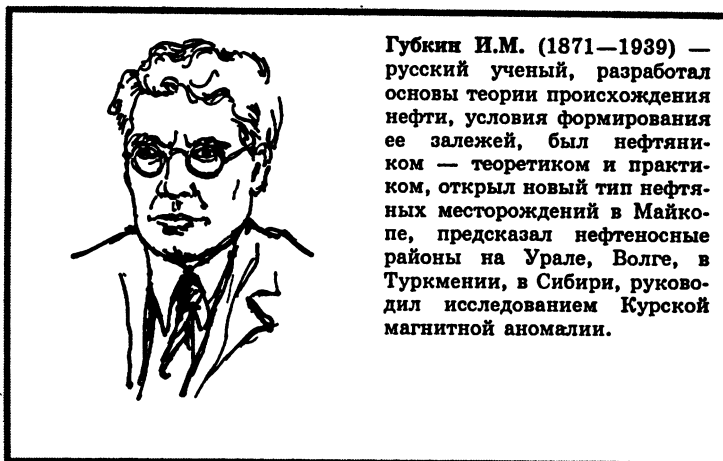 Губкин И.М. (1871—1939) —
русский ученый, разработал
основы теории происхождения
нефти, условия формирования
ее залежей, был нефтяни-
ком — теоретиком и практи-
ком, открыл новый тип нефтя-
ных месторождений в Майко-
пе, предсказал нефтеносные
районы на Урале, Волге, в
Туркмении, в Сибири, руково-
дил исследованием Курской
магнитной аномалии.